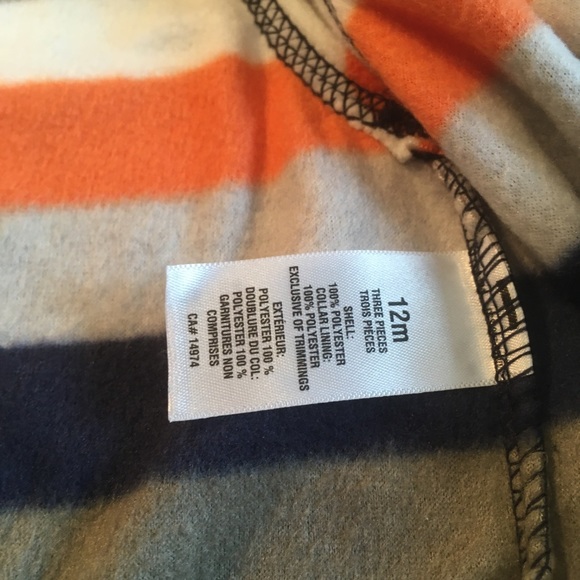 12m
THREE PIECES
TROIS PIÈCES
SHELL:
100% POLYESTER
COLLAR LINING:
100% POLYESTER
EXCLUSIVE OF TRIMMINGS
EXTÉRIEUR:
POLYESTER 100 %
DOUBLURE DU COL:
POLYESTER 100 %
GARNITURES NON
COMPRISES
CA# 14974